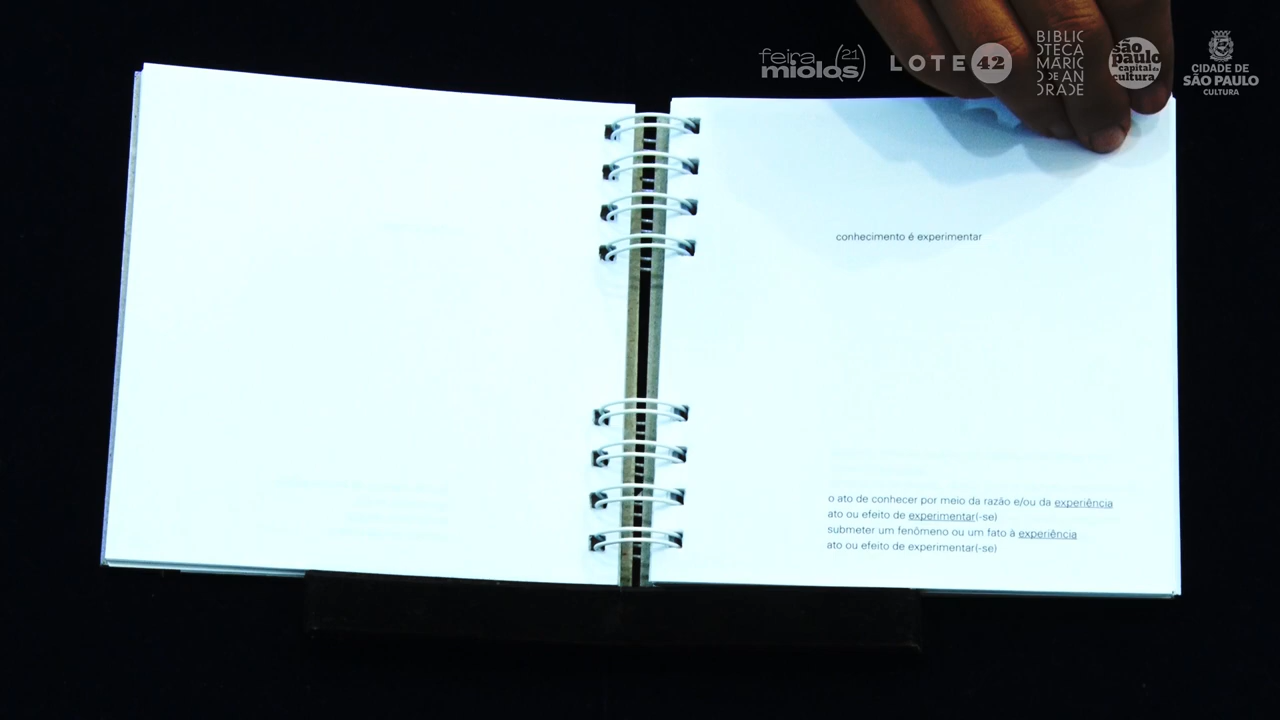 feira miolos (21)
LOTE 42
BIBLIOTECA MÁRIO DE ANDRADE
são paulo capital da cultura
CIDADE DE
SÃO PAULO
CULTURA
conhecimento é experimentar
o ato de conhecer por meio da razão e/ou da experiência
ato ou efeito de experimentar(-se)
submeter um fenômeno ou um fato à experiência
ato ou efeito de experimentar(-se)